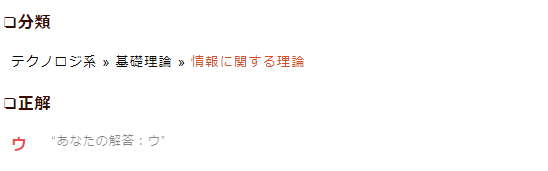 ❏分類
テクノロジ系 » 基礎理論 » 情報に関する理論
❏正解
ウ “あなたの解答：ウ”